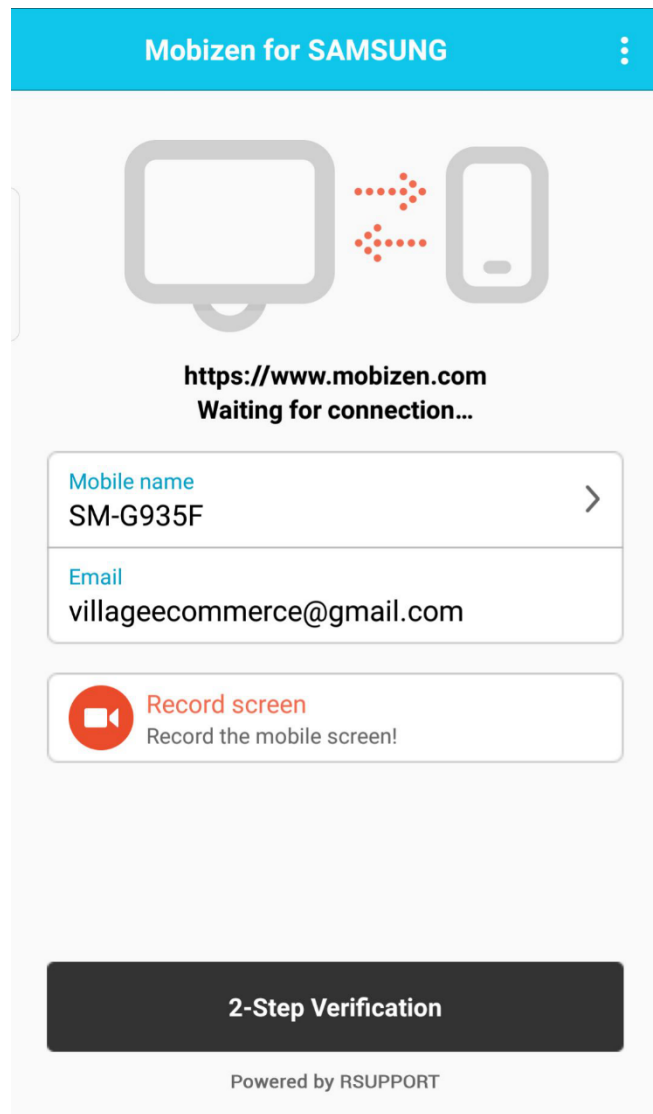 Mobizen for SAMSUNG
https://www.mobizen.com
Waiting for connection...
Mobile name
SM-G935F
Email
villageecommerce@gmail.com
Record screen
Record the mobile screen!
2-Step Verification
Powered by RSUPPORT